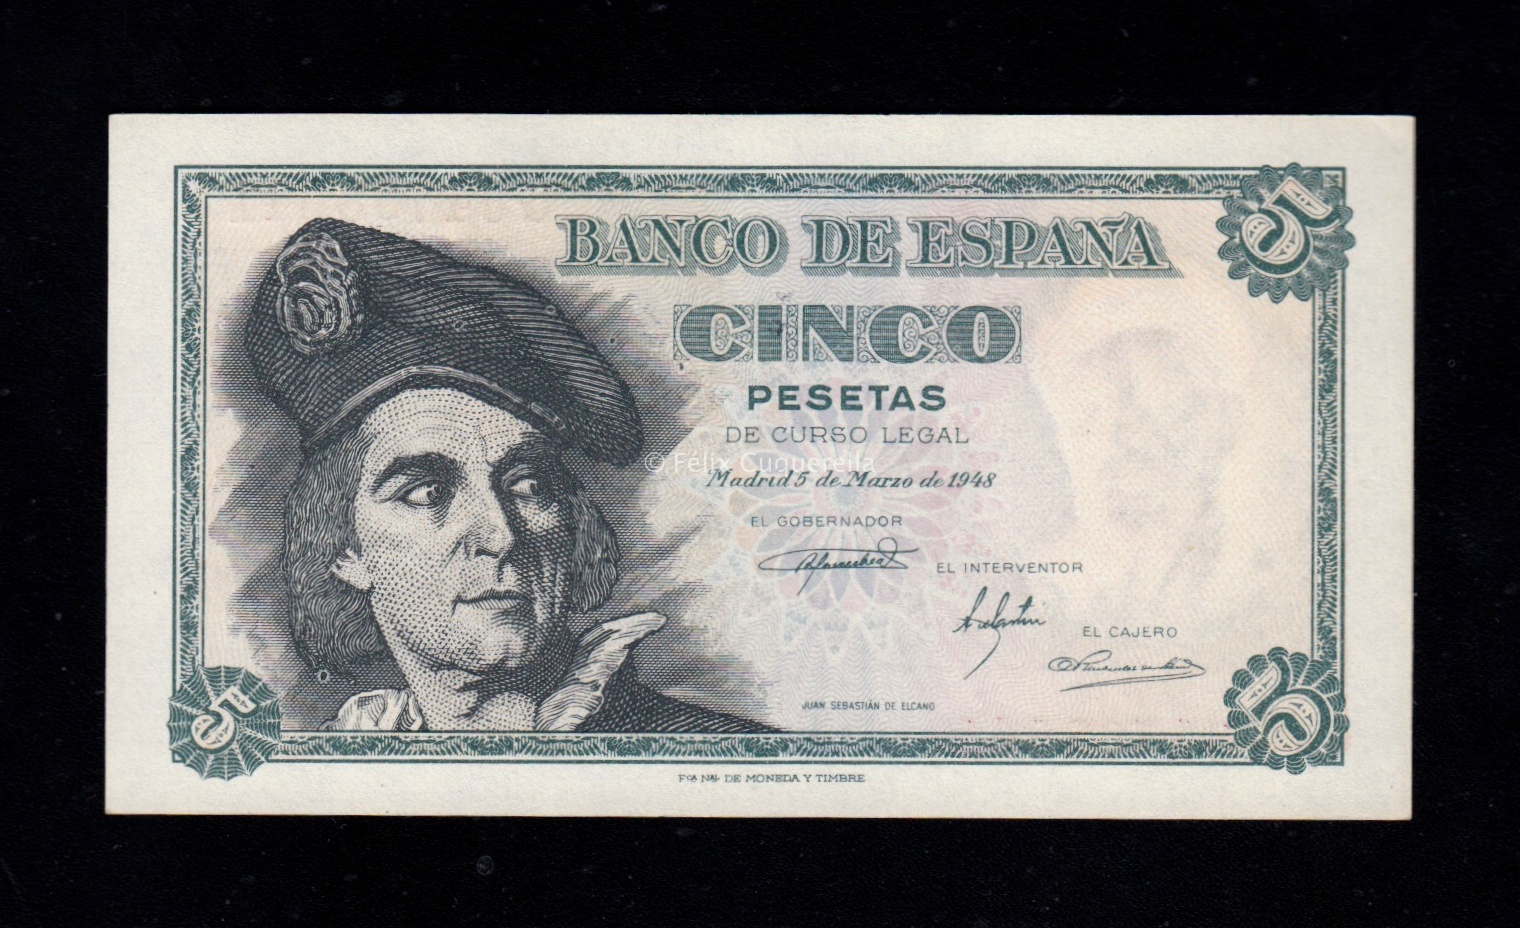 5
BANCO DE ESPAÑA
CINCO
PESETAS
DE CURSO LEGAL
© Félix Cuquerella
Madrid 5 de Marzo de 1948
EL GOBERNADOR
EL INTERVENTOR
EL CAJERO
JUAN SEBASTIÁN DE ELCANO
5
5
Fca. Nal. DE MONEDA Y TIMBRE